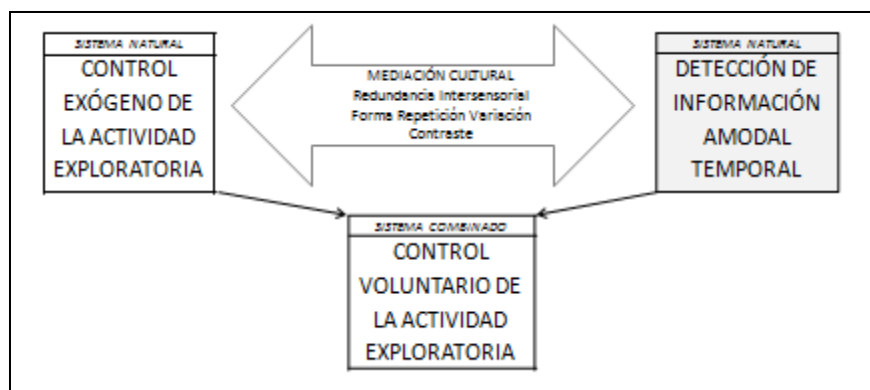 SISTEMA NATURAL
CONTROL
EXÓGENO DE
LA ACTIVIDAD
EXPLORATORIA
MEDIACIÓN CULTURAL
Redundancia Intersensorial
Forma Repetición Variación
Contraste
SISTEMA NATURAL
DETECCIÓN DE
INFORMACIÓN
AMODAL
TEMPORAL
SISTEMA COMBINADO
CONTROL
VOLUNTARIO DE
LA ACTIVIDAD
EXPLORATORIA